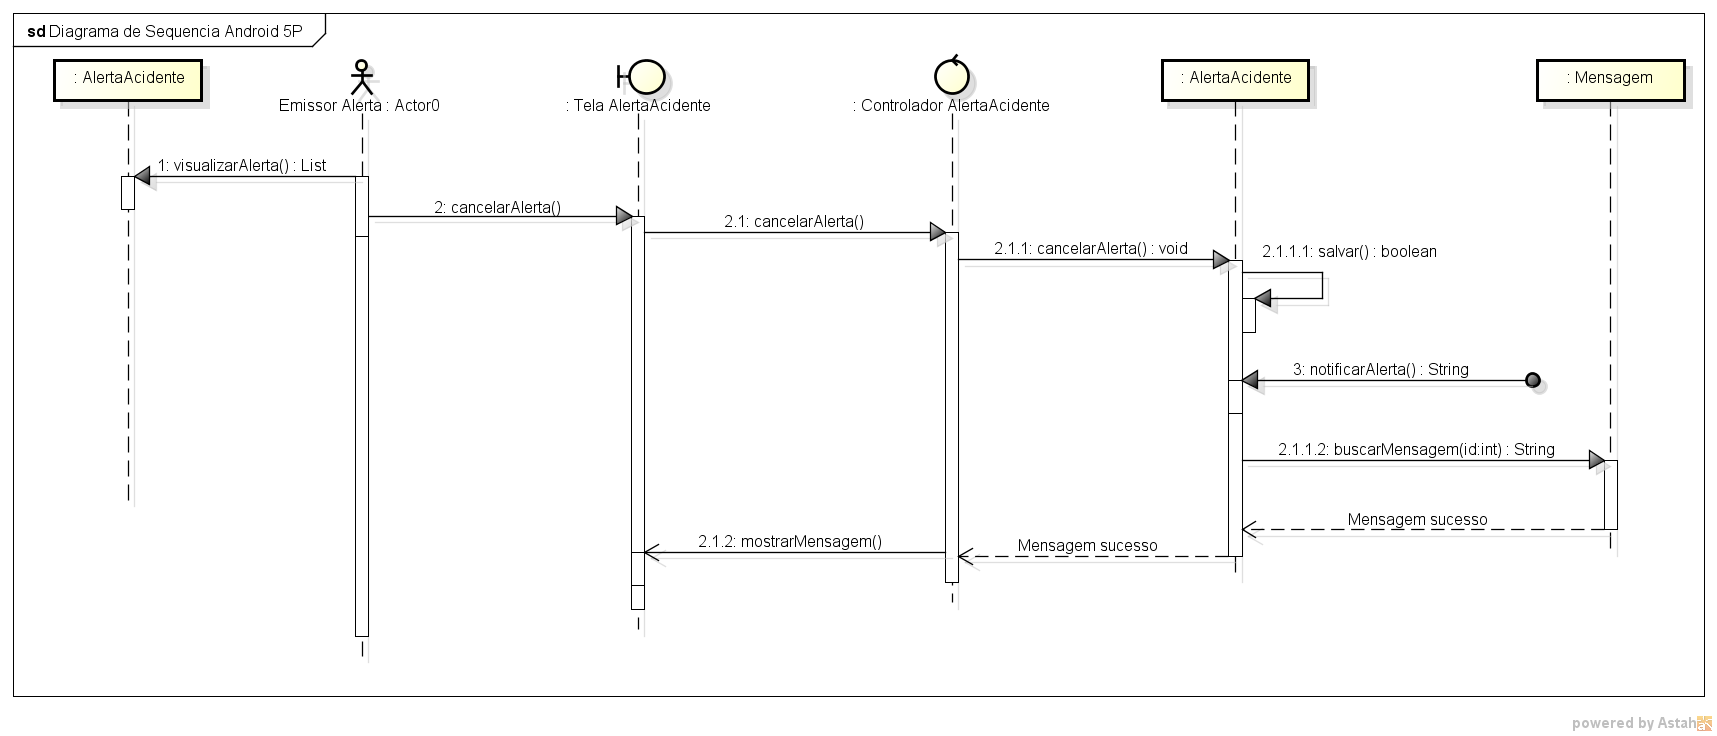 sd Diagrama de Sequencia Android 5P
: AlertaAcidente
Emissor Alerta : Actor0
: Tela AlertaAcidente
: Controlador AlertaAcidente
: AlertaAcidente
: Mensagem
1: visualizarAlerta() : List
2: cancelarAlerta()
2.1: cancelarAlerta()
2.1.1: cancelarAlerta() : void
2.1.1.1: salvar() : boolean
3: notificarAlerta() : String
2.1.1.2: buscarMensagem(id:int) : String
Mensagem sucesso
2.1.2: mostrarMensagem()
Mensagem sucesso
powered by Astah